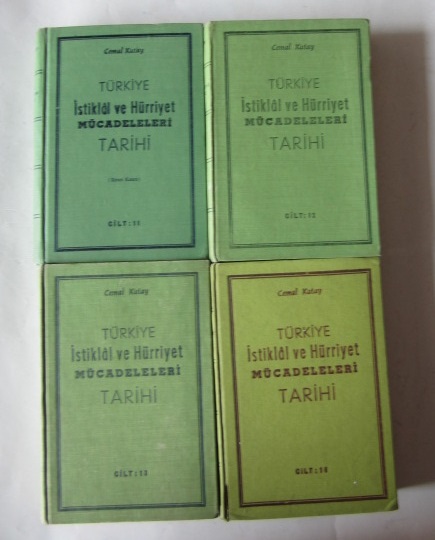 Cemal Kutay
TÜRKİYE
İstiklâl ve Hürriyet
MÜCADELELERİ
TARİHİ
CİLT: 11
Cemal Kutay
TÜRKİYE
İstiklâl ve Hürriyet
MÜCADELELERİ
TARİHİ
CİLT: 12
Cemal Kutay
TÜRKİYE
İstiklâl ve Hürriyet
MÜCADELELERİ
TARİHİ
CİLT:
Cemal Kutay
TÜRKİYE
İstiklâl ve Hürriyet
MÜCADELELERİ
TARİHİ
CİLT: